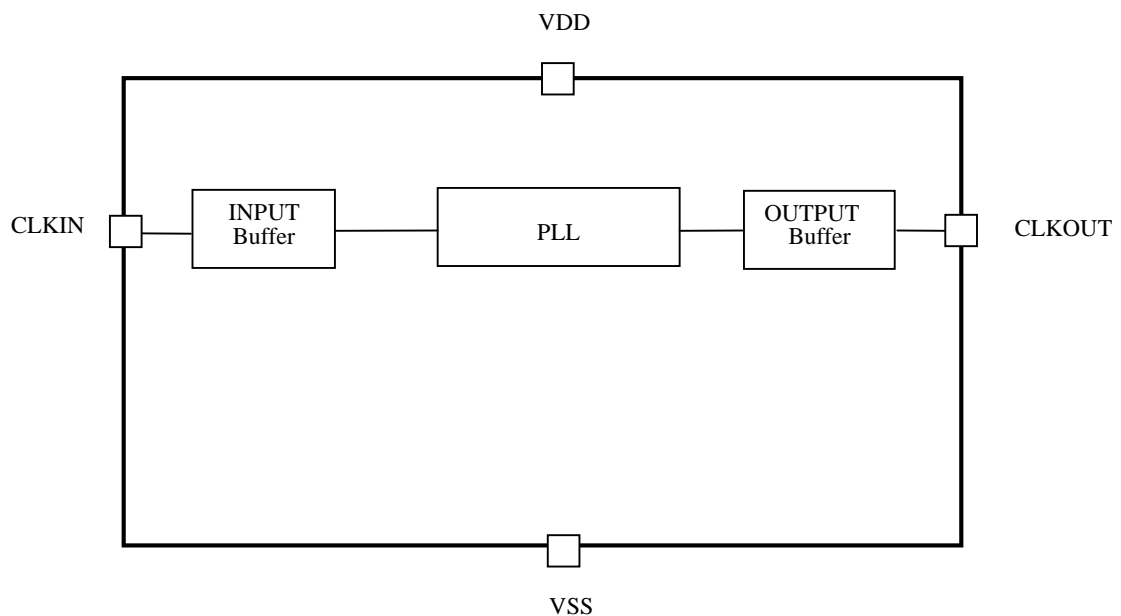 VDD
CLKIN
INPUT
Buffer
PLL
OUTPUT
Buffer
CLKOUT
VSS